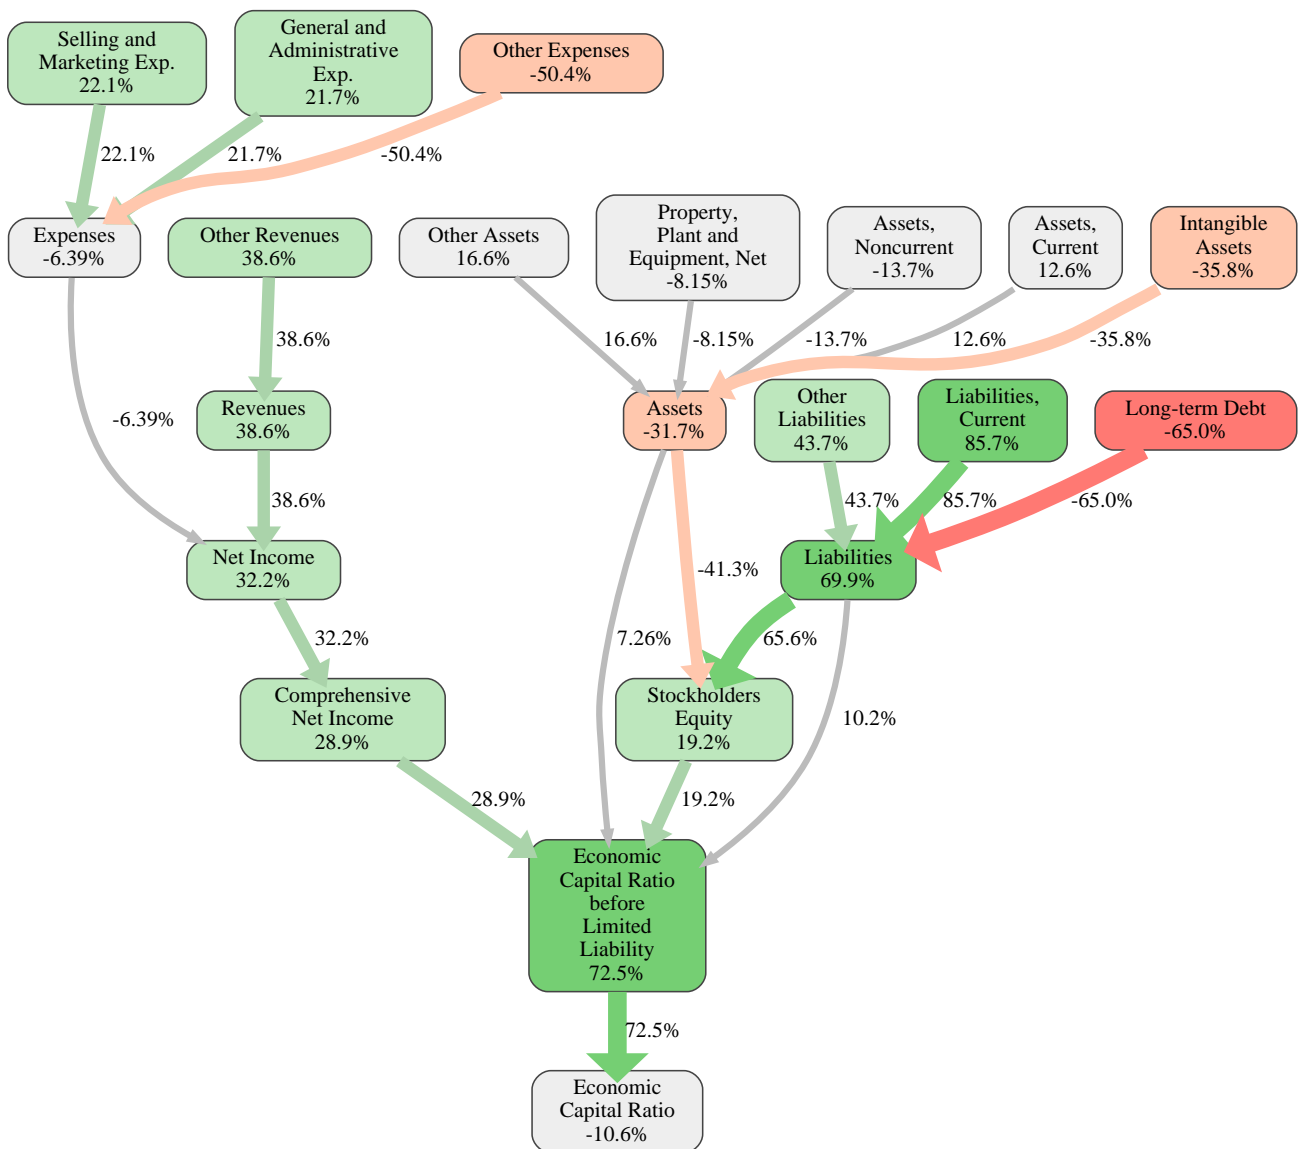 Selling and
Marketing Exp.
22.1%
General and
Administrative
Exp.
21.7%
Other Expenses
-50.4%
22.1%
21.7%
-50.4%
Expenses
-6.39%
Other Revenues
38.6%
Other Assets
16.6%
Property,
Plant and
Equipment, Net
-8.15%
Assets,
Noncurrent
-13.7%
Assets,
Current
12.6%
Intangible
Assets
-35.8%
38.6%
16.6%
-8.15%
-13.7%
12.6%
-35.8%
-6.39%
Revenues
38.6%
Assets
-31.7%
Other
Liabilities
43.7%
Liabilities,
Current
85.7%
Long-term Debt
-65.0%
38.6%
43.7%
85.7%
-65.0%
Net Income
32.2%
-41.3%
Liabilities
69.9%
32.2%
7.26%
65.6%
Comprehensive
Net Income
28.9%
Stockholders
Equity
19.2%
10.2%
28.9%
19.2%
Economic
Capital Ratio
before
Limited
Liability
72.5%
72.5%
Economic
Capital Ratio
-10.6%